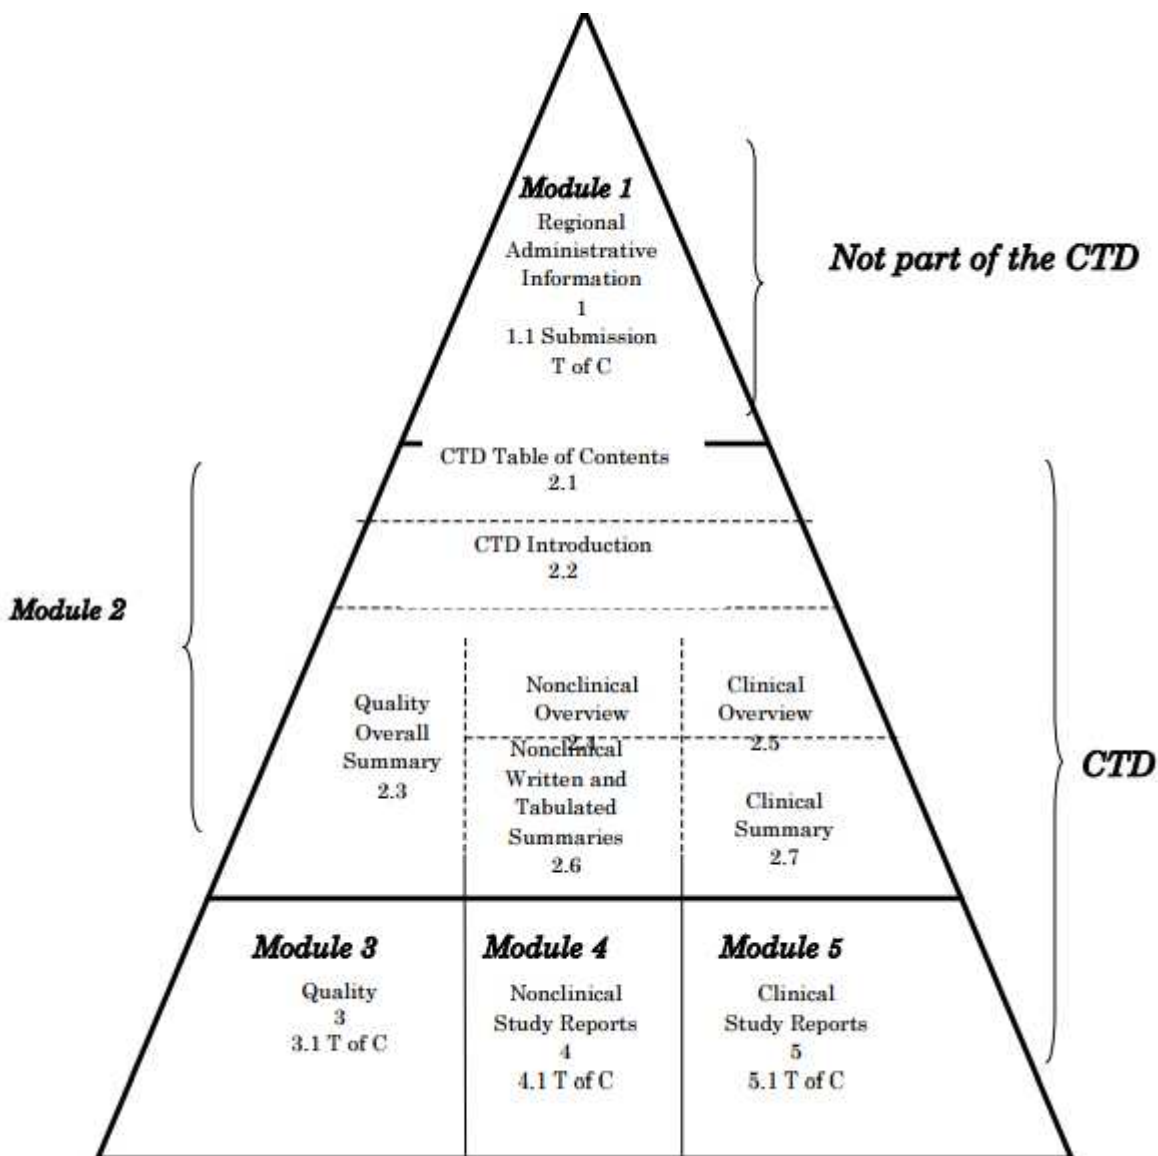 Module 1
Regional
Administrative
Information
1
1.1 Submission
T of C
Not part of the CTD
CTD Table of Contents
2.1
CTD Introduction
2.2
Module 2
Quality
Overall
Summary
2.3
Nonclinical
Overview
2.4
Nonclinical
Written and
Tabulated
Summaries
2.6
Clinical
Overview
2.5
Clinical
Summary
2.7
CTD
Module 3
Quality
3
3.1 T of C
Module 4
Nonclinical
Study Reports
4
4.1 T of C
Module 5
Clinical
Study Reports
5
5.1 T of C